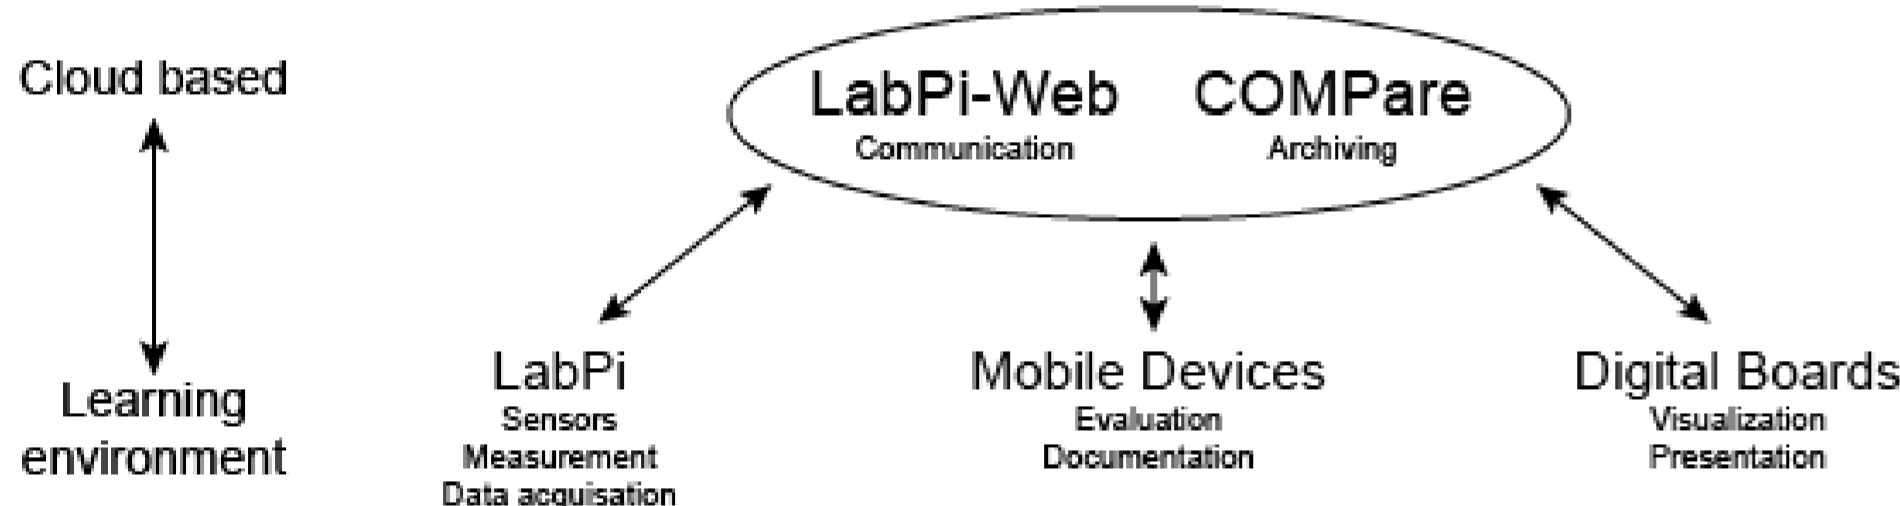 Cloud based
Learning
environment
LabPi-Web
Communication
COMPare
Archiving
LabPi
Sensors
Measurement
Data acquisation
Mobile Devices
Evaluation
Documentation
Digital Boards
Visualization
Presentation